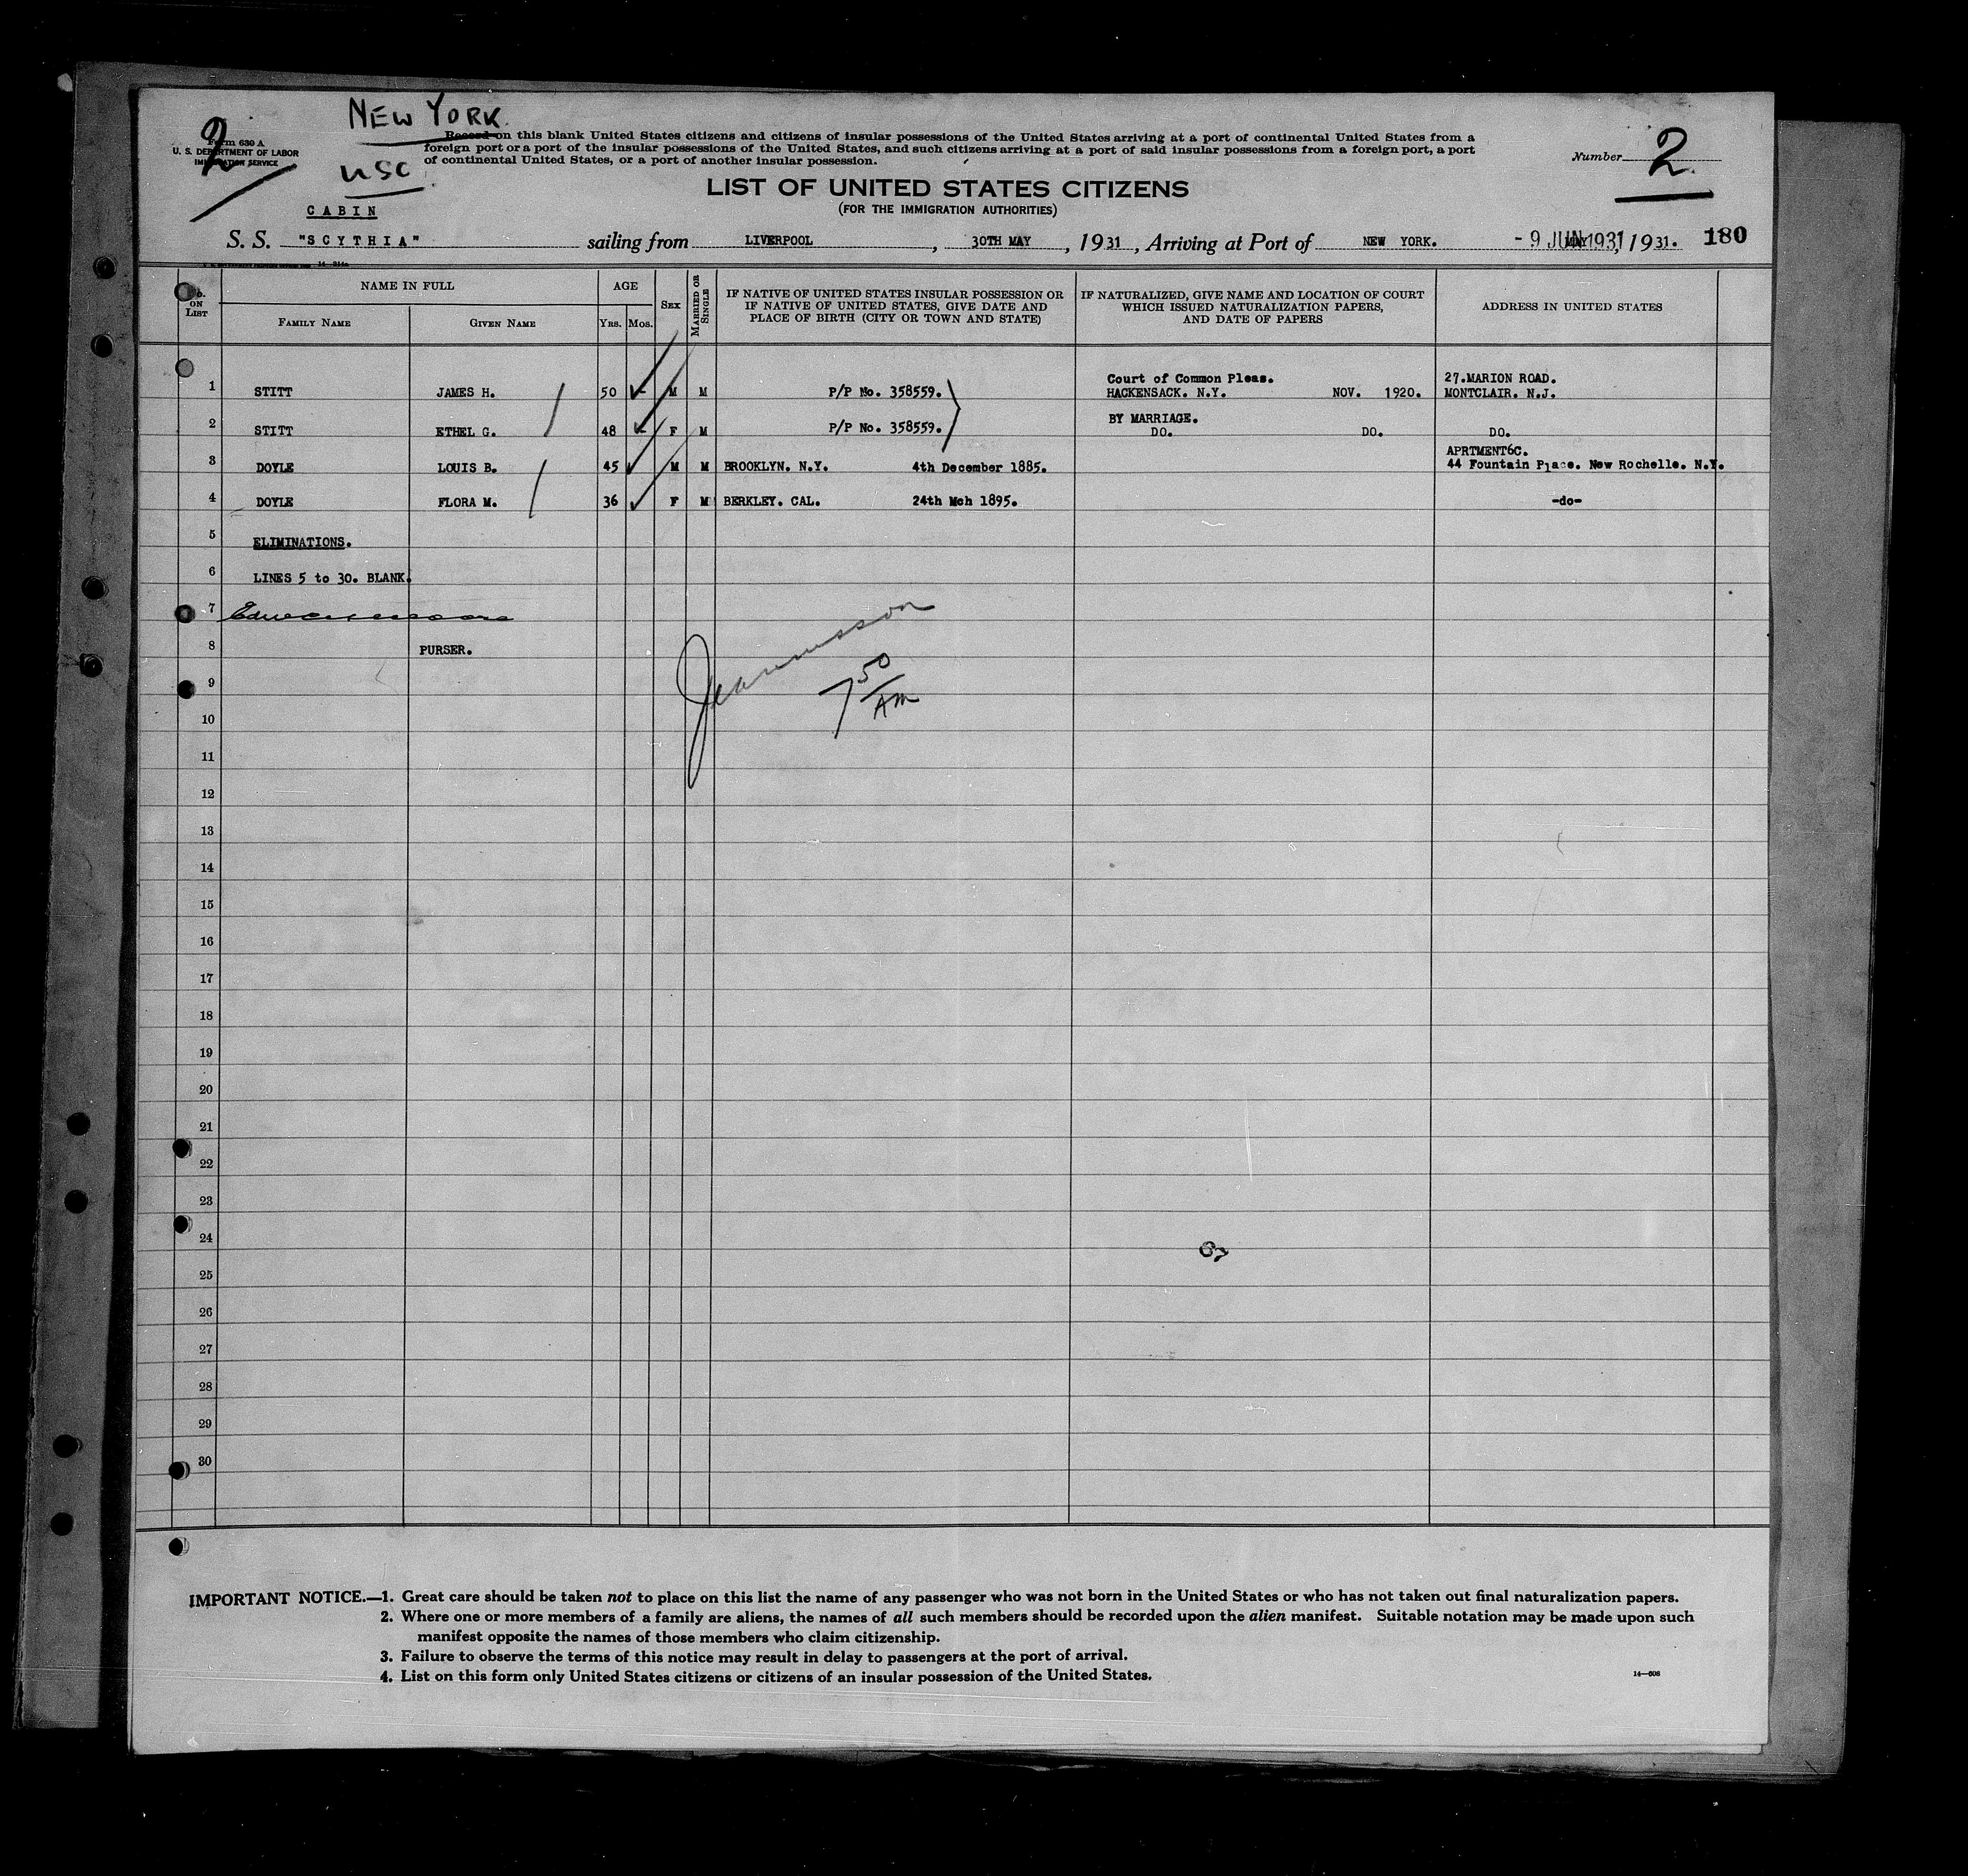 2
NEW YORK
USC
Form 630 A
U. S. DEPARTMENT OF LABOR
IMMIGRATION SERVICE
Record on this blank United States citizens and citizens of insular possessions of the United States arriving at a port of continental United States from a
foreign port or a port of the insular possessions of the United States, and such citizens arriving at a port of said insular possessions from a foreign port, a port
of continental United States, or a port of another insular possession.
Number 2
LIST OF UNITED STATES CITIZENS
(FOR THE IMMIGRATION AUTHORITIES)
CABIN
S. S. "SCYTHIA" sailing from LIVERPOOL, 30TH MAY, 1931, Arriving at Port of NEW YORK. - 9 JUN 1931, 1931. 180
No. ON LIST
NAME IN FULL
FAMILY NAME
GIVEN NAME
AGE
YRS. MOS.
SEX
MARRIED OR SINGLE
IF NATIVE OF UNITED STATES INSULAR POSSESSION OR
IF NATIVE OF UNITED STATES, GIVE DATE AND
PLACE OF BIRTH (CITY OR TOWN AND STATE)
IF NATURALIZED, GIVE NAME AND LOCATION OF COURT
WHICH ISSUED NATURALIZATION PAPERS,
AND DATE OF PAPERS
ADDRESS IN UNITED STATES
Court of Common Pleas. 27.MARION ROAD.
1 STITT JAMES H. 50 - M M P/P No. 358559. HACKENSACK. N.Y. NOV. 1920. MONTCLAIR. N.J.
BY MARRIAGE.
2 STITT ETHEL G. 48 - F M P/P No. 358559. DO. DO. DO.
APRTMENT6C.
3 DOYLE LOUIS B. 45 M M BROOKLYN. N.Y. 4th December 1885. 44 Fountain Place. New Rochelle. N.Y.
4 DOYLE FLORA M. 36 F M BERKLEY. CAL. 24th Mch 1895. -do-
5 ELIMINATIONS.
6 LINES 5 to 30. BLANK.
7
8 PURSER.
7 50 AM
9
10
11
12
13
14
15
16
17
18
19
20
21
22
23
24
67
25
26
27
28
29
30
IMPORTANT NOTICE.—1. Great care should be taken not to place on this list the name of any passenger who was not born in the United States or who has not taken out final naturalization papers.
2. Where one or more members of a family are aliens, the names of all such members should be recorded upon the alien manifest. Suitable notation may be made upon such
manifest opposite the names of those members who claim citizenship.
3. Failure to observe the terms of this notice may result in delay to passengers at the port of arrival.
4. List on this form only United States citizens or citizens of an insular possession of the United States.
14—608